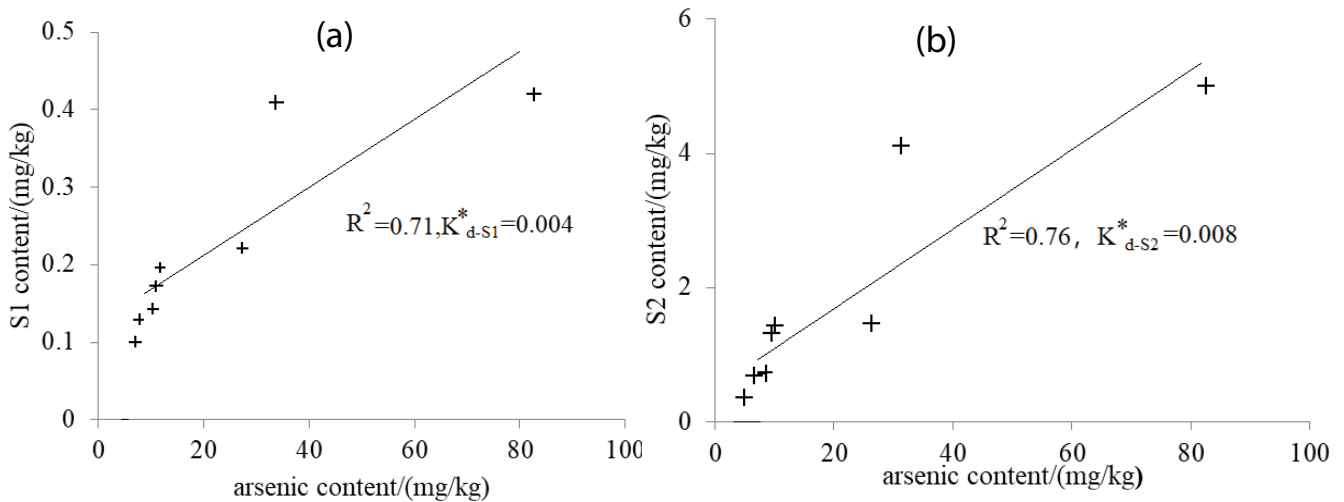 (a)
0.5
0.4
0.3
0.2
0.1
0
S1 content/(mg/kg)
R²=0.71,K*d-S1=0.004
0 20 40 60 80 100
arsenic content/(mg/kg)
(b)
6
4
2
0
S2 content/(mg/kg)
R²=0.76, K*d-S2=0.008
0 20 40 60 80 100
arsenic content/(mg/kg)